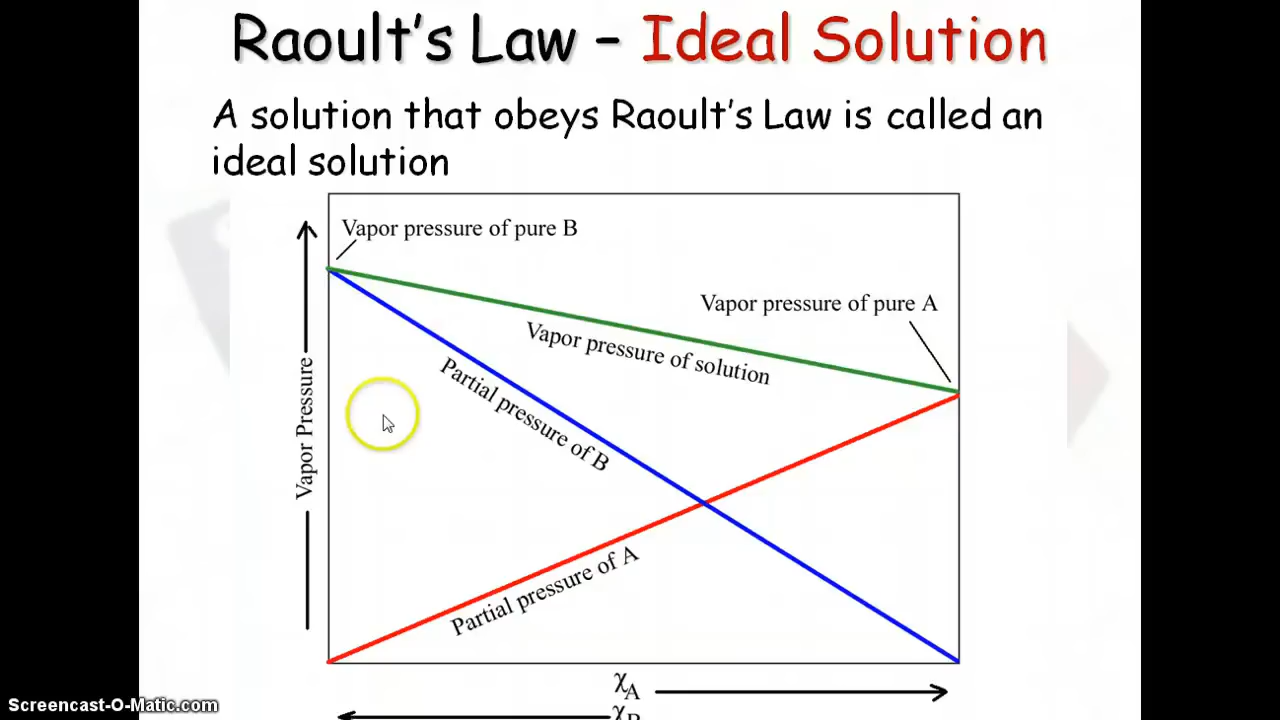 Raoult's Law – Ideal Solution
A solution that obeys Raoult's Law is called an
ideal solution
Vapor pressure of pure B
Vapor pressure of pure A
Vapor pressure of solution
Partial pressure of B
Vapor Pressure
Partial pressure of A
χA
χB
Screencast-O-Matic.com